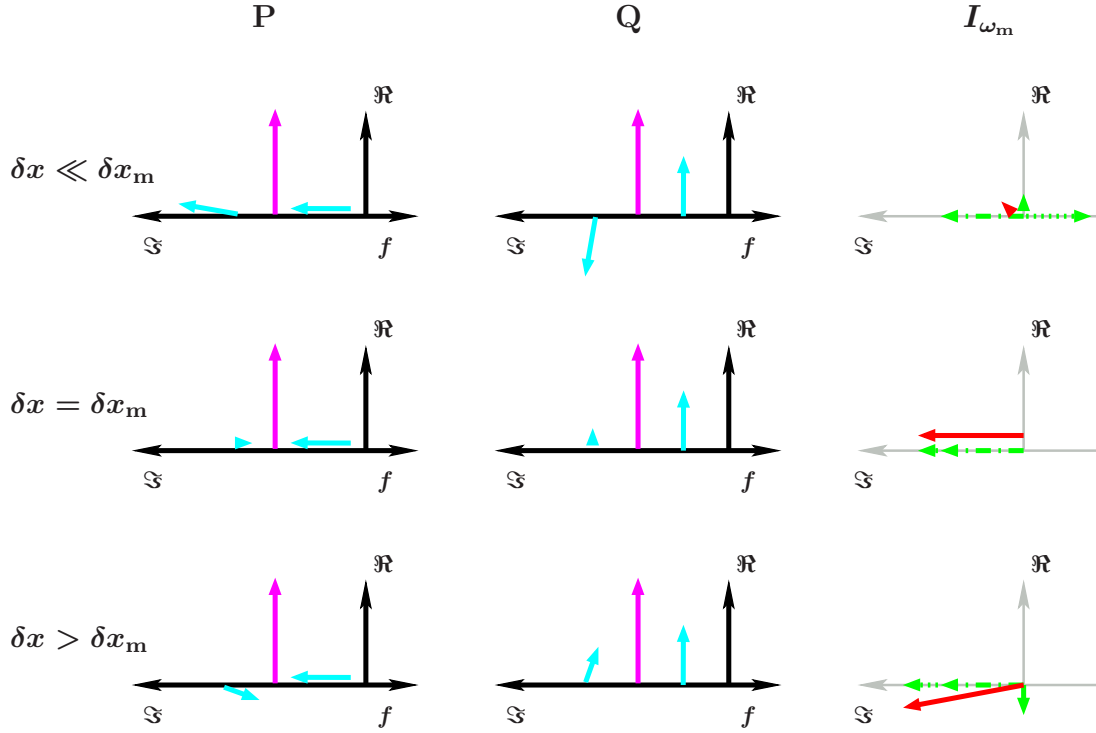 P Q I_{ω_m}
ℜ ℜ ℜ
δx ≪ δx_m
ℑ f ℑ f ℑ
ℜ ℜ ℜ
δx = δx_m
ℑ f ℑ f ℑ
ℜ ℜ ℜ
δx > δx_m
ℑ f ℑ f ℑ